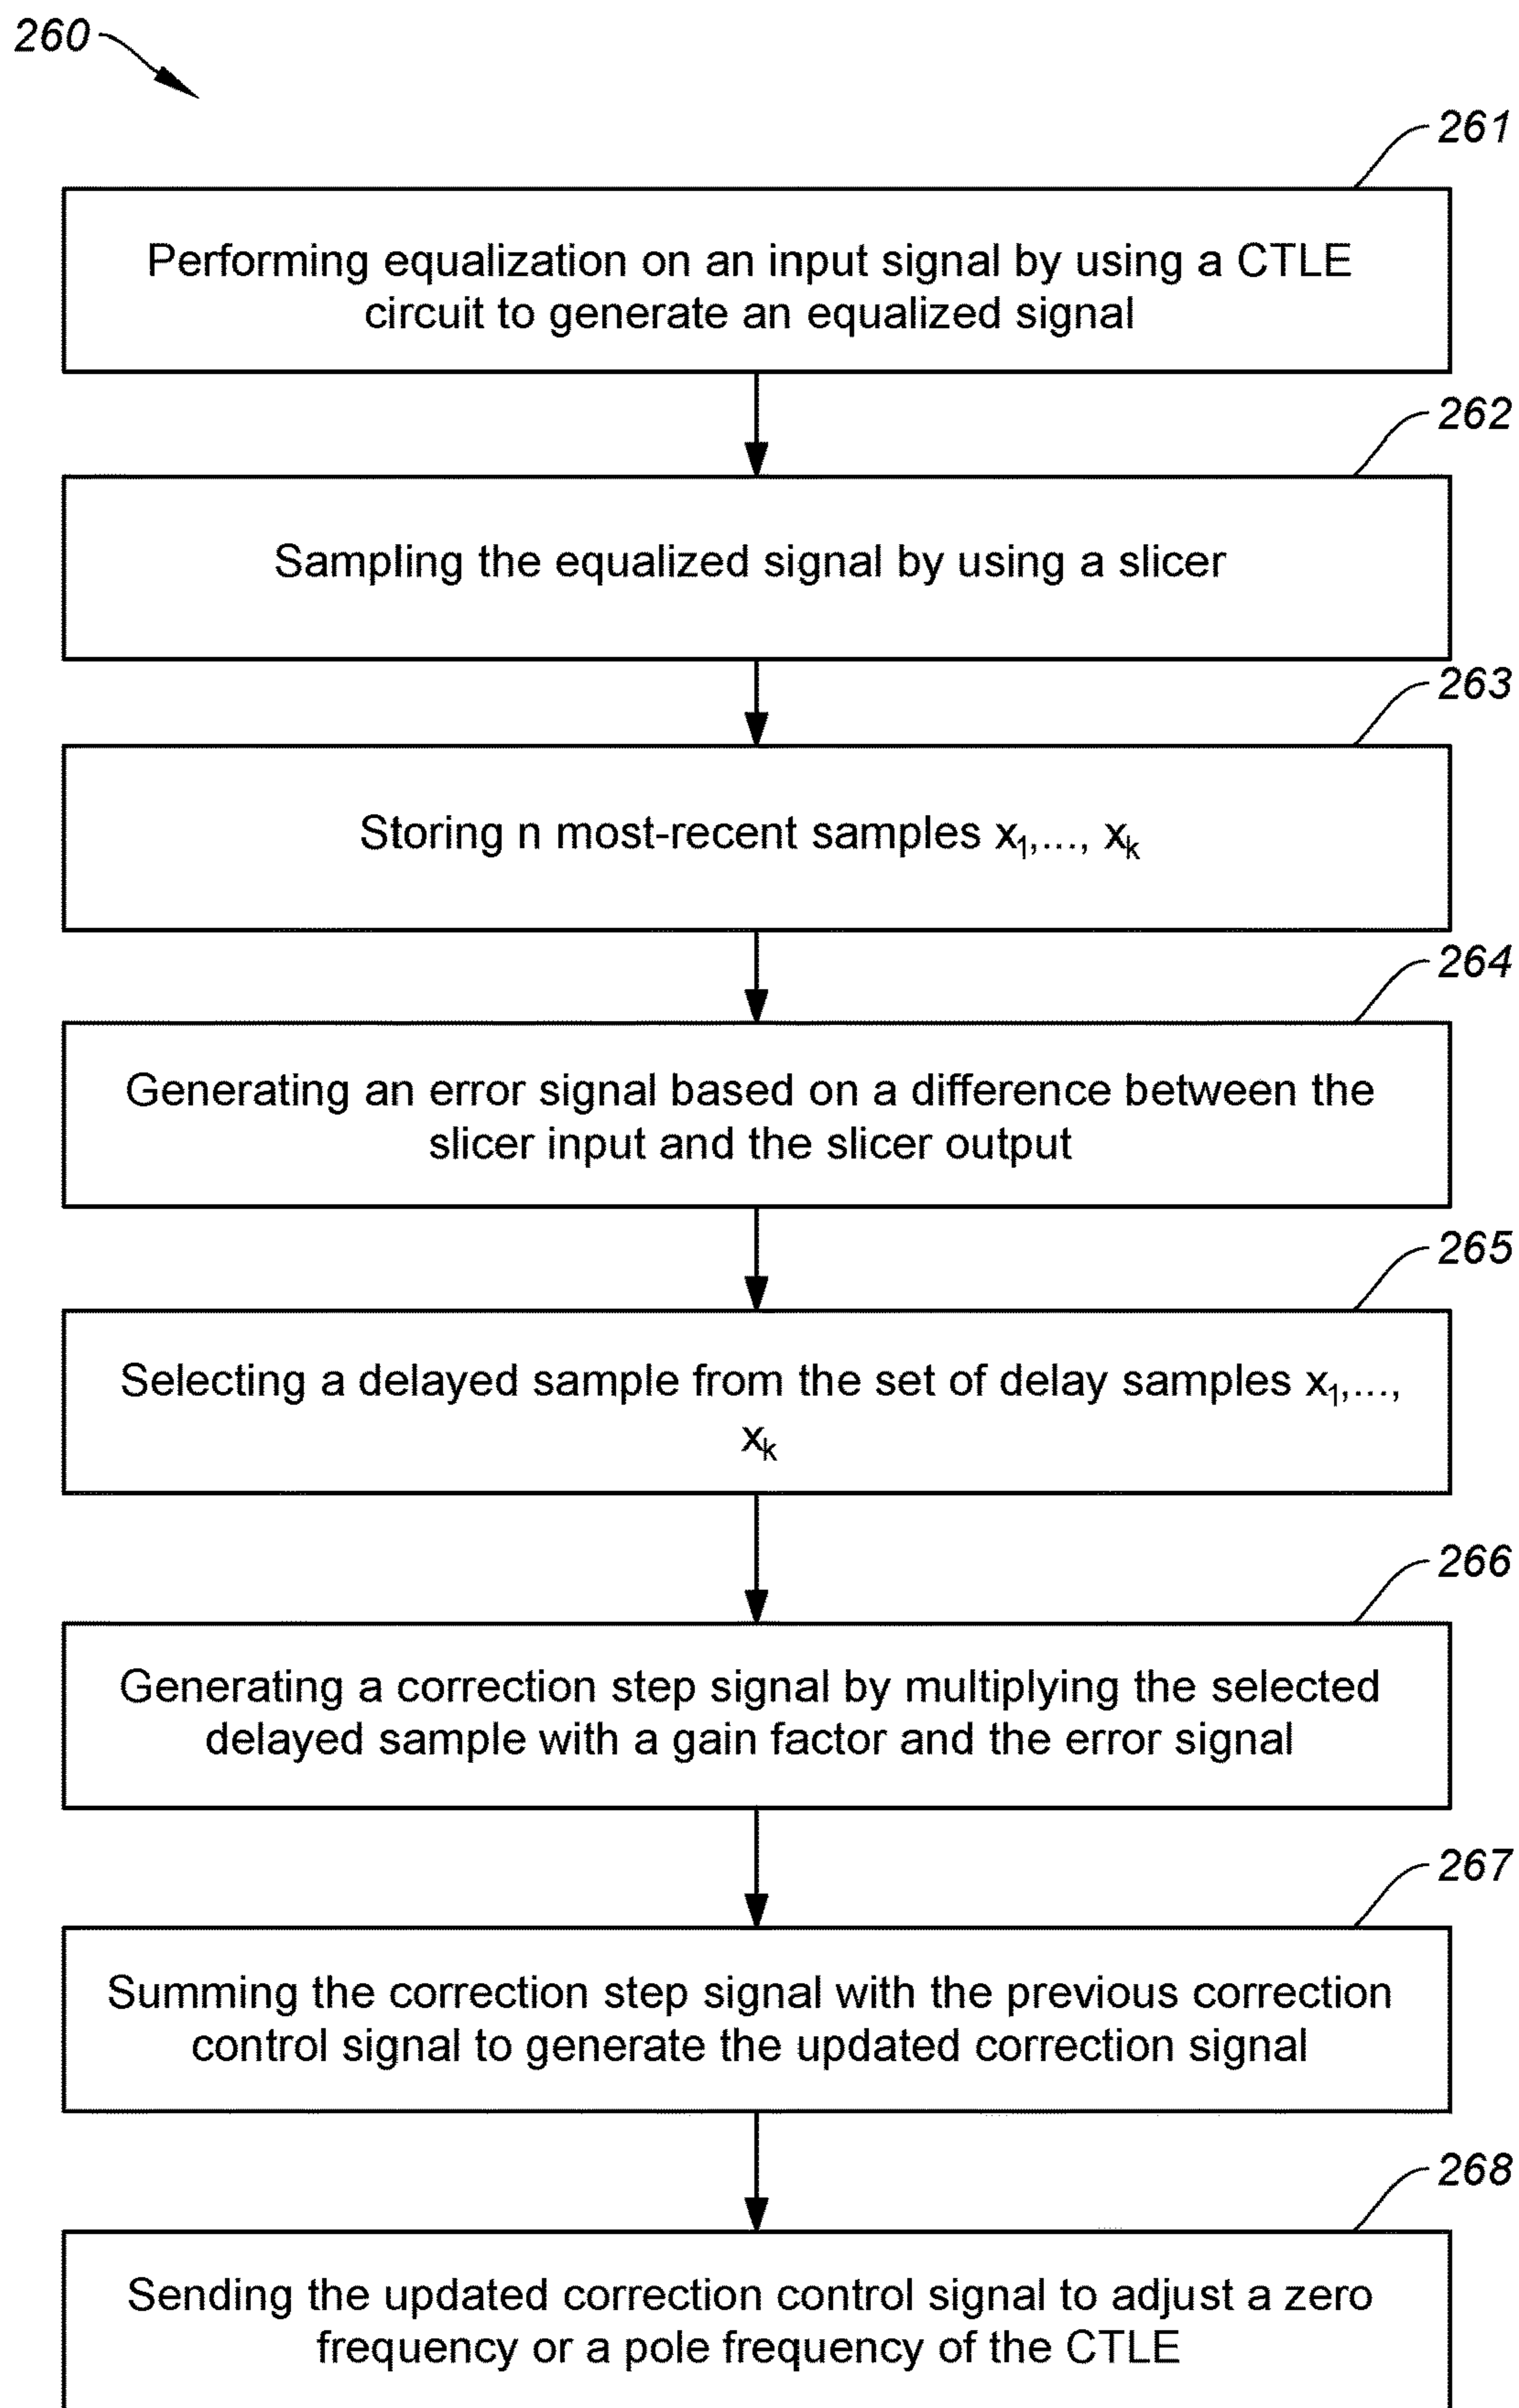 260
261
Performing equalization on an input signal by using a CTLE
circuit to generate an equalized signal
262
Sampling the equalized signal by using a slicer
263
Storing n most-recent samples x₁,..., xₖ
264
Generating an error signal based on a difference between the
slicer input and the slicer output
265
Selecting a delayed sample from the set of delay samples x₁,...,
xₖ
266
Generating a correction step signal by multiplying the selected
delayed sample with a gain factor and the error signal
267
Summing the correction step signal with the previous correction
control signal to generate the updated correction signal
268
Sending the updated correction control signal to adjust a zero
frequency or a pole frequency of the CTLE